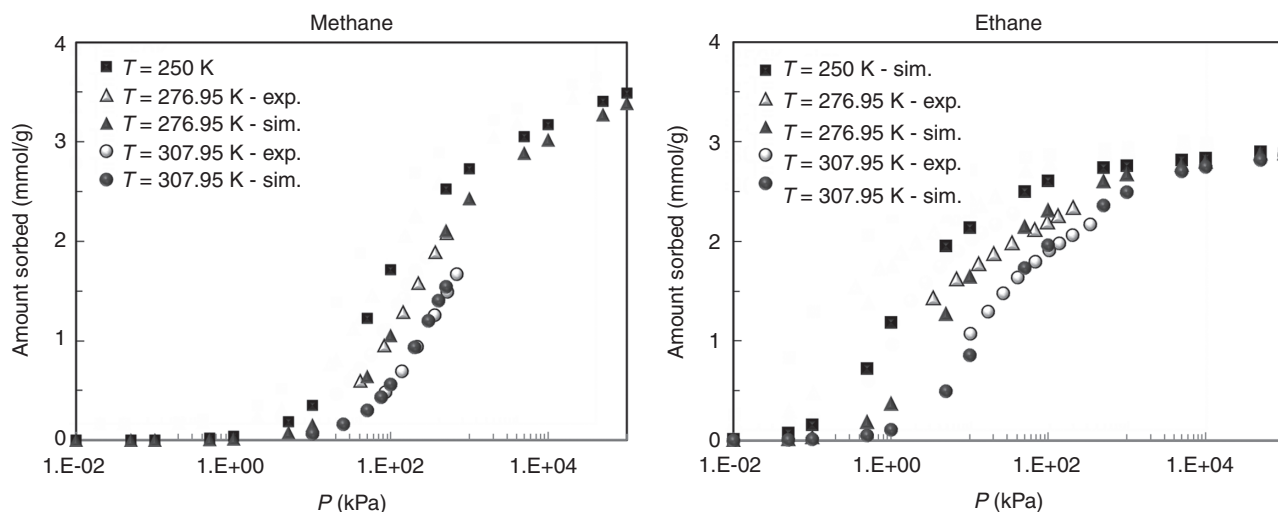 Methane
4
3
2
1
0
Amount sorbed (mmol/g)
T = 250 K
T = 276.95 K - exp.
T = 276.95 K - sim.
T = 307.95 K - exp.
T = 307.95 K - sim.
1.E-02
1.E+00
1.E+02
1.E+04
P (kPa)
Ethane
4
3
2
1
0
Amount sorbed (mmol/g)
T = 250 K - sim.
T = 276.95 K - exp.
T = 276.95 K - sim.
T = 307.95 K - exp.
T = 307.95 K - sim.
1.E-02
1.E+00
1.E+02
1.E+04
P (kPa)